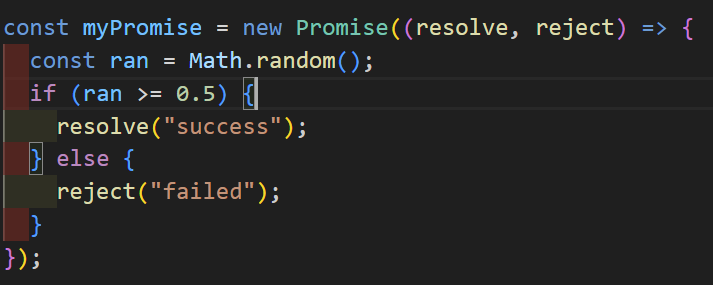 const myPromise = new Promise((resolve, reject) => {
  const ran = Math.random();
  if (ran >= 0.5) {
    resolve("success");
  } else {
    reject("failed");
  }
});